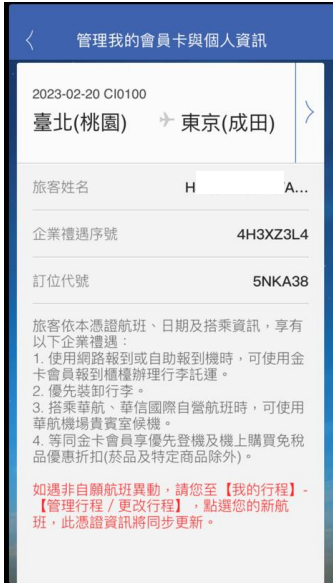 管理我的會員卡與個人資訊
2023-02-20 CI0100
臺北(桃園) 東京(成田)
旅客姓名 H A...
企業禮遇序號 4H3XZ3L4
訂位代號 5NKA38
旅客依本憑證航班、日期及搭乘資訊,享有
以下企業禮遇:
1. 使用網路報到或自助報到機時,可使用金
卡會員報到櫃檯辦理行李託運。
2. 優先裝卸行李。
3. 搭乘華航、華信國際自營航班時,可使用
華航機場貴賓室候機。
4. 等同金卡會員享優先登機及機上購買免稅
品優惠折扣(菸品及特定商品除外)。
如遇非自願航班異動,請您至【我的行程】-
【管理行程 / 更改行程】,點選您的新航
班,此憑證資訊將同步更新。